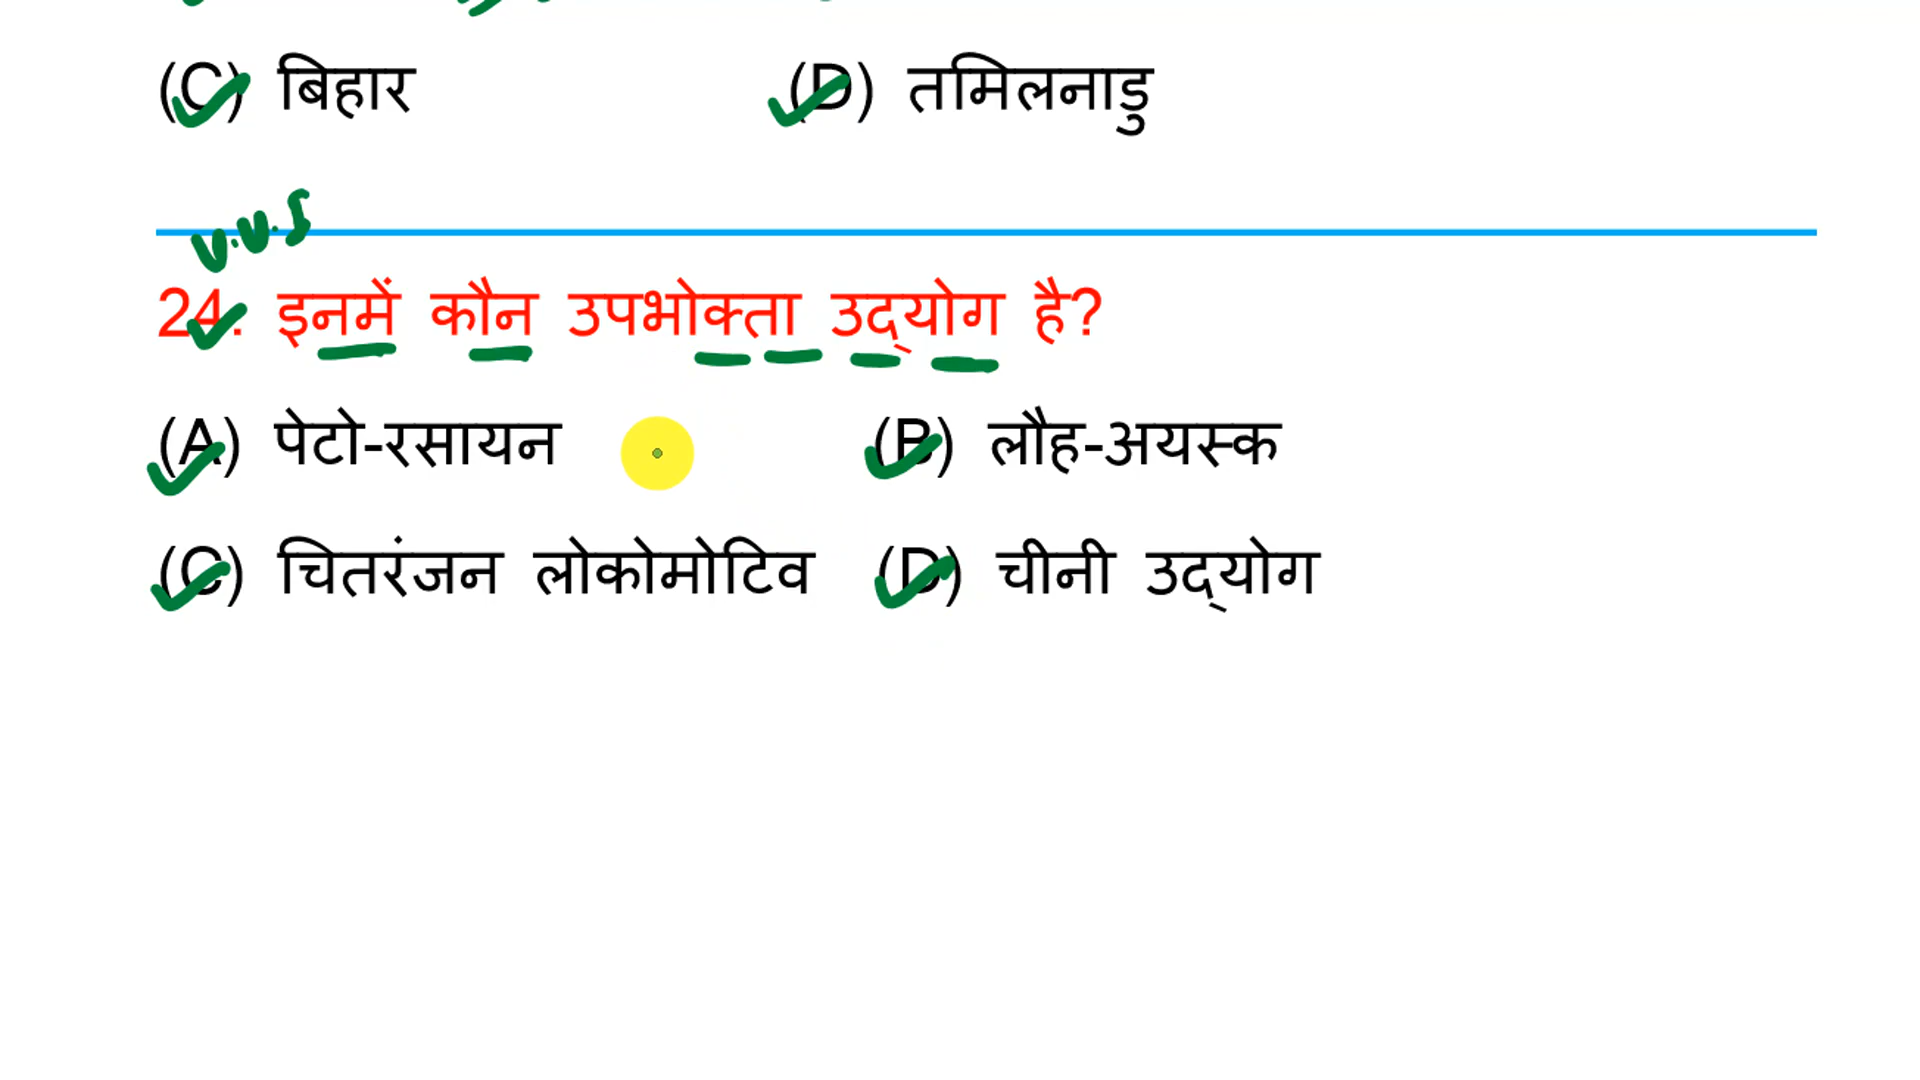 (C) बिहार (D) तमिलनाडु
v.v.s
24. इनमें कौन उपभोक्ता उद्योग है?
(A) पेटो-रसायन (B) लौह-अयस्क
(C) चितरंजन लोकोमोटिव (D) चीनी उद्योग